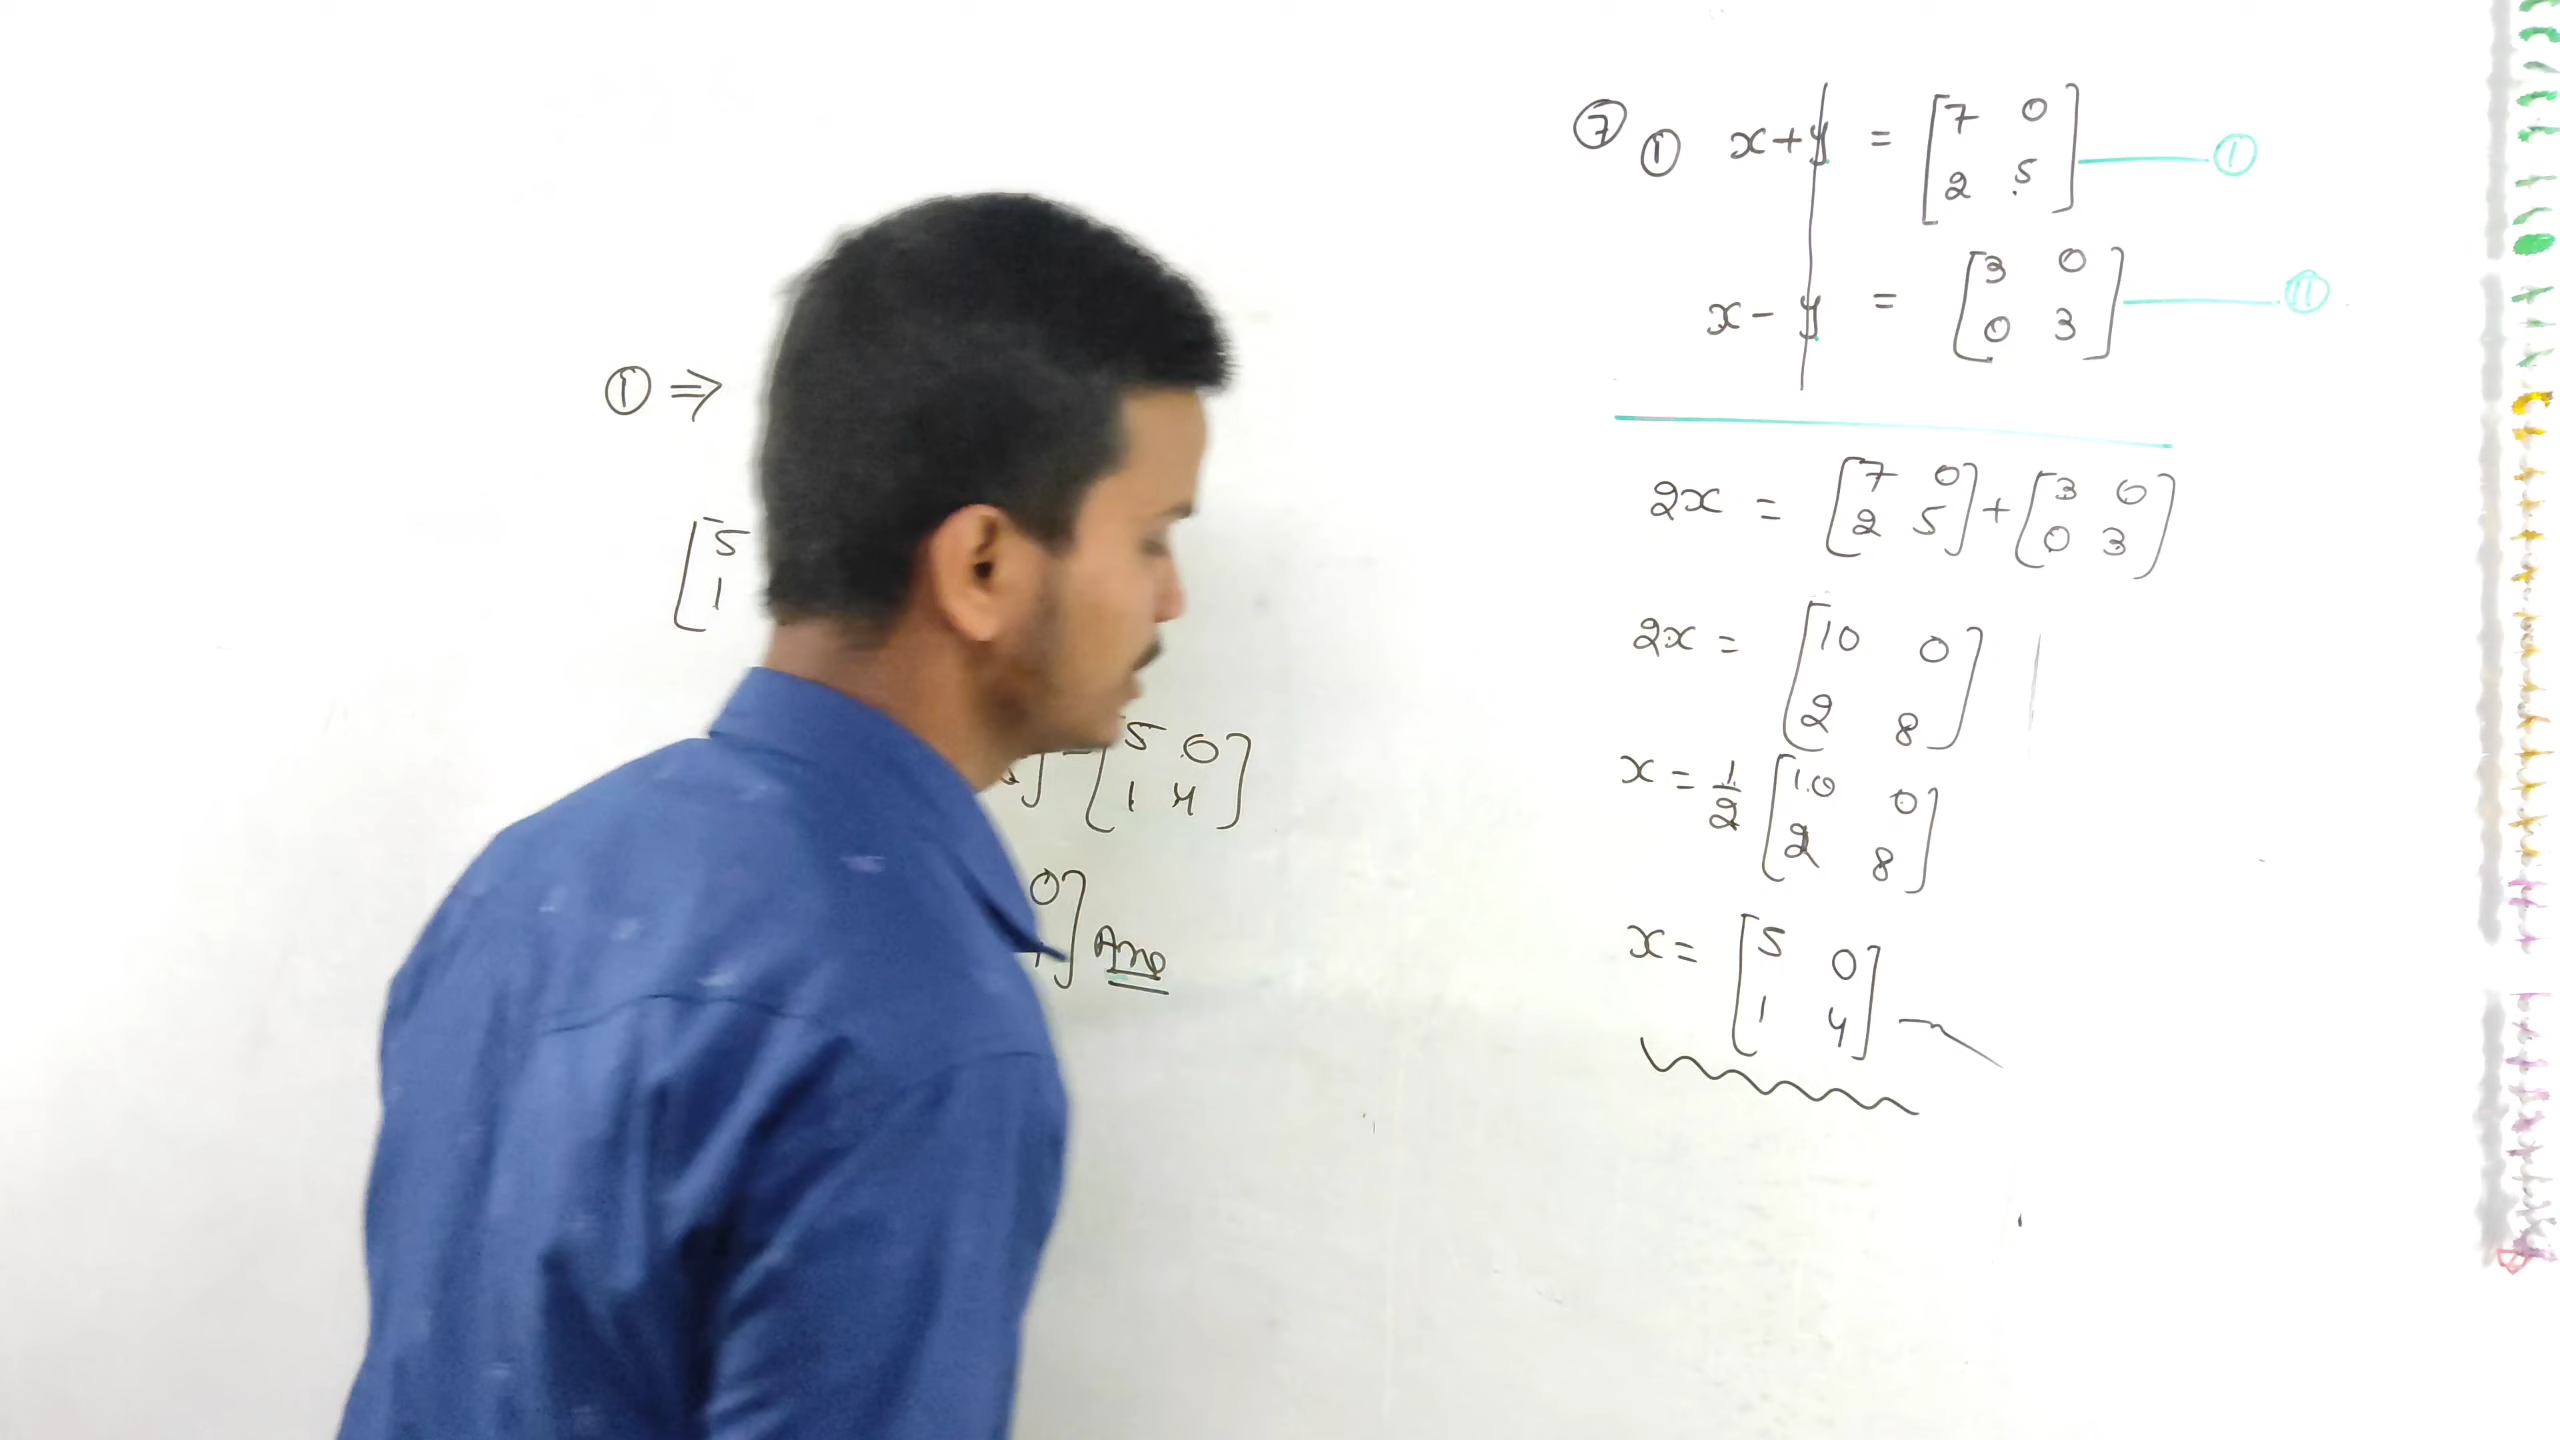 ① ⇒
[5
1
- [5 0
1 4]
0] Ans
⑦ ① x+y = [7 0
2 5] ①
x-y = [3 0
0 3] ⑪
2x = [7 0
2 5] + [3 0
0 3]
2x = [10 0
2 8]
x = 1/2 [10 0
2 8]
x = [5 0
1 4]